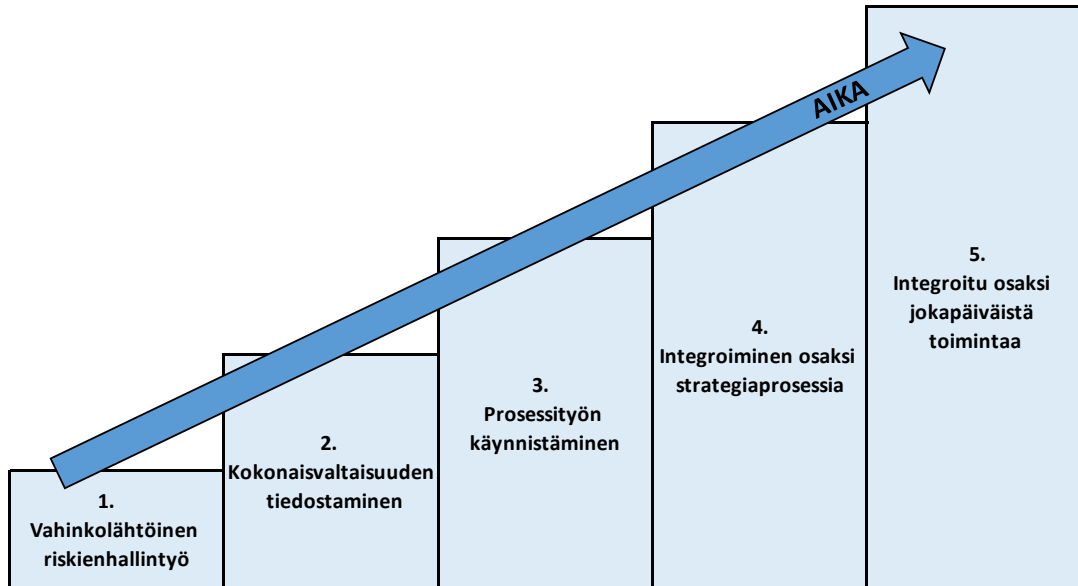 AIKA
1.
Vahinkolähtöinen
riskienhallintyö
2.
Kokonaisvaltaisuuden
tiedostaminen
3.
Prosessityön
käynnistäminen
4.
Integroiminen osaksi
strategiaprosessia
5.
Integroitu osaksi
jokapäiväistä
toimintaa